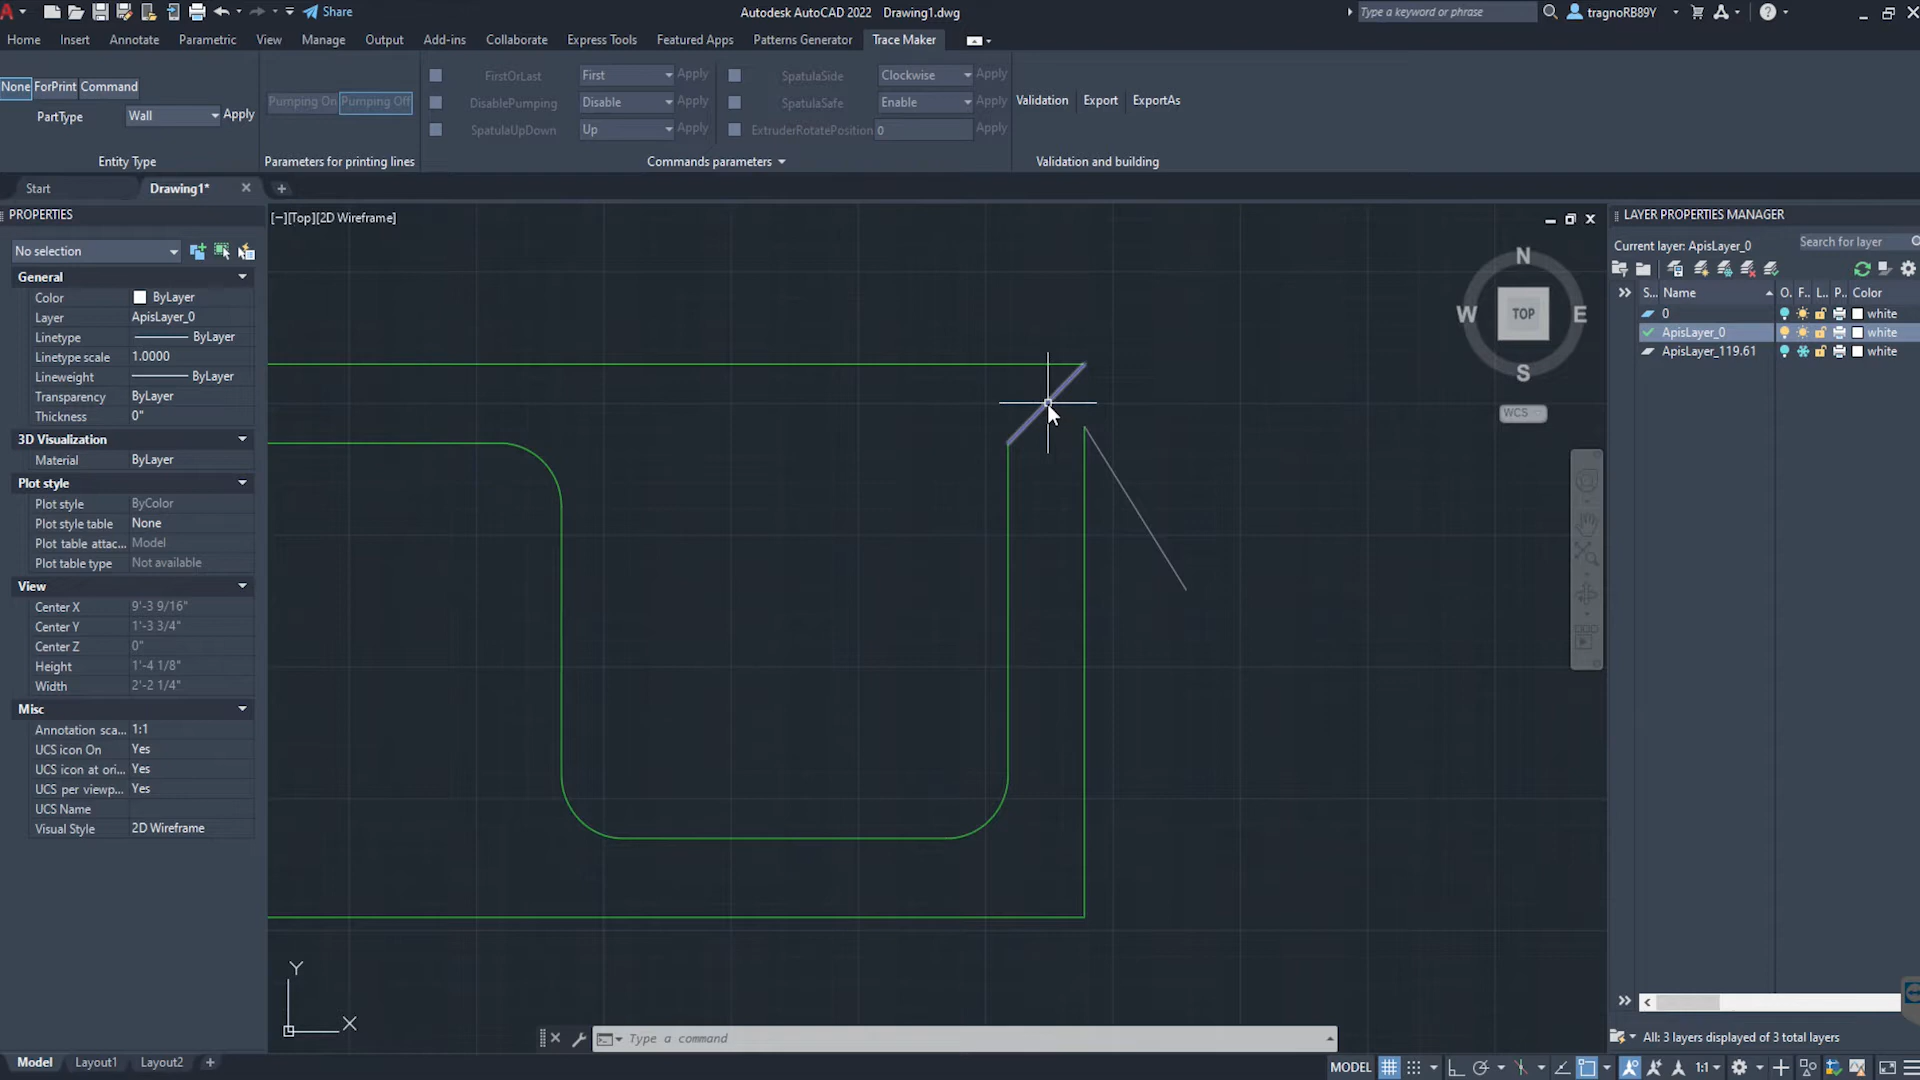 Share
Autodesk AutoCAD 2022 Drawing1.dwg
Type a keyword or phrase
tragnoRB89Y
Home Insert Annotate Parametric View Manage Output Add-ins Collaborate Express Tools Featured Apps Patterns Generator Trace Maker
None ForPrint Command
PartType Wall Apply
Entity Type
Pumping On Pumping Off
Parameters for printing lines
FirstOrLast First Apply
DisablePumping Disable Apply
SpatulaUpDown Up Apply
SpatulaSide Clockwise Apply
SpatulaSafe Enable Apply
ExtruderRotatePosition 0 Apply
Commands parameters
Validation Export ExportAs
Validation and building
Start Drawing1*
PROPERTIES
No selection
General
Color ByLayer
Layer ApisLayer_0
Linetype ByLayer
Linetype scale 1.0000
Lineweight ByLayer
Transparency ByLayer
Thickness 0"
3D Visualization
Material ByLayer
Plot style
Plot style ByColor
Plot style table None
Plot table attac... Model
Plot table type Not available
View
Center X 9'-3 9/16"
Center Y 1'-3 3/4"
Center Z 0"
Height 1'-4 1/8"
Width 2'-2 1/4"
Misc
Annotation sca... 1:1
UCS icon On Yes
UCS icon at ori... Yes
UCS per viewp... Yes
UCS Name
Visual Style 2D Wireframe
[−][Top][2D Wireframe]
N
W TOP E
S
WCS
Y
X
Type a command
LAYER PROPERTIES MANAGER
Current layer: ApisLayer_0
Search for layer
S... Name O. F.. L.. P.. Color
0 white
ApisLayer_0 white
ApisLayer_119.61 white
All: 3 layers displayed of 3 total layers
Model Layout1 Layout2
MODEL 1:1